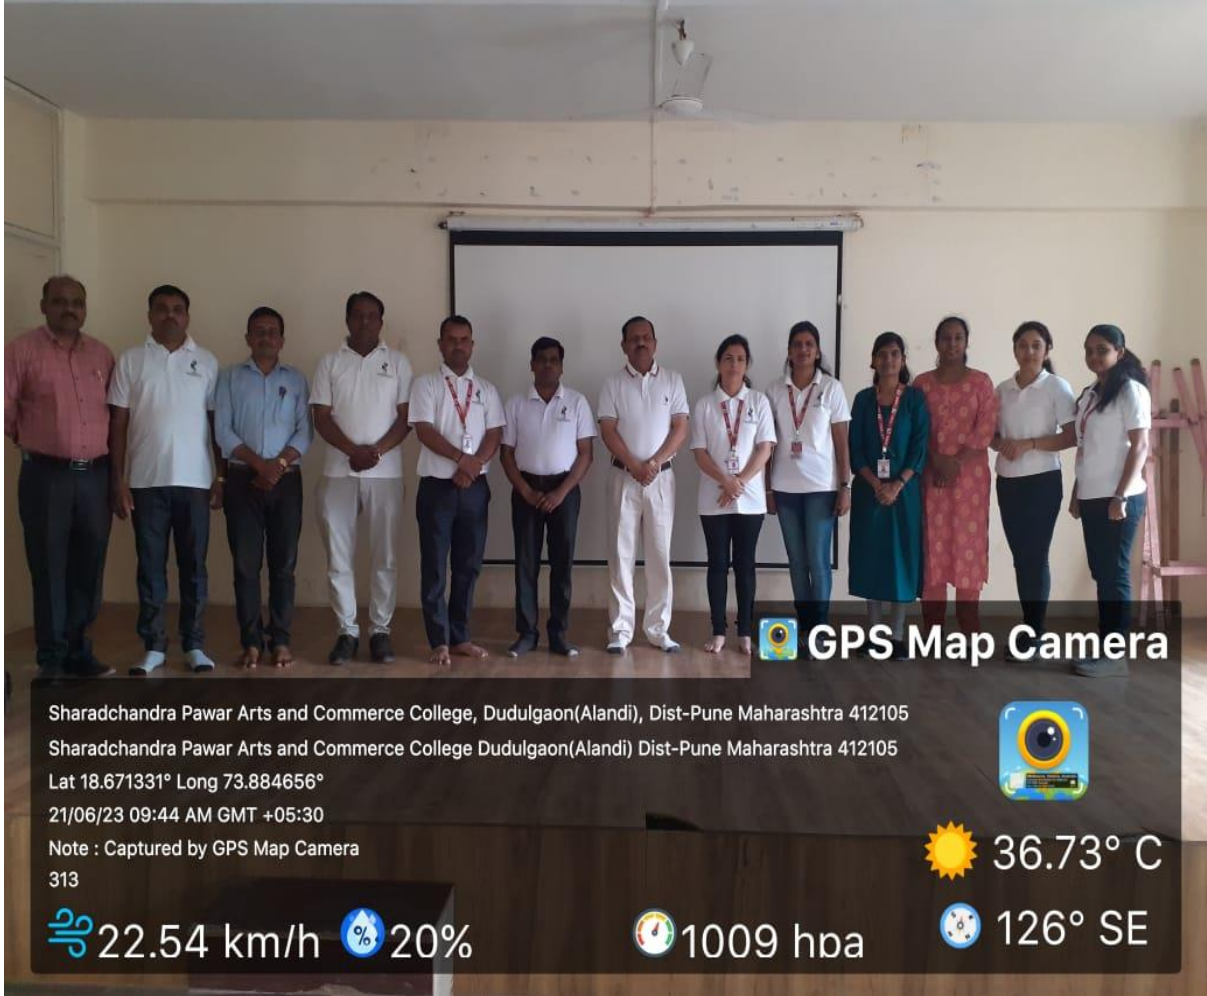 GPS Map Camera
Sharadchandra Pawar Arts and Commerce College, Dudulgaon(Alandi), Dist-Pune Maharashtra 412105
Sharadchandra Pawar Arts and Commerce College Dudulgaon(Alandi) Dist-Pune Maharashtra 412105
Lat 18.671331° Long 73.884656°
21/06/23 09:44 AM GMT +05:30
Note : Captured by GPS Map Camera
313
36.73° C
22.54 km/h
20%
1009 hpa
126° SE